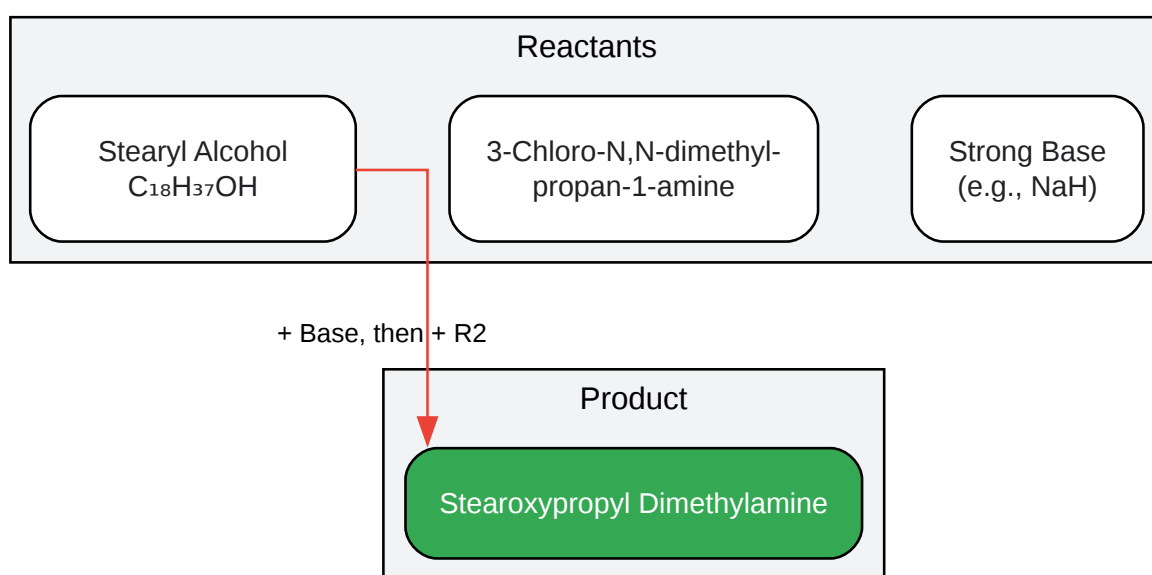 Reactants
Stearyl Alcohol
C₁₈H₃₇OH
3-Chloro-N,N-dimethyl-
propan-1-amine
Strong Base
(e.g., NaH)
+ Base, then + R2
Product
Stearoxypropyl Dimethylamine